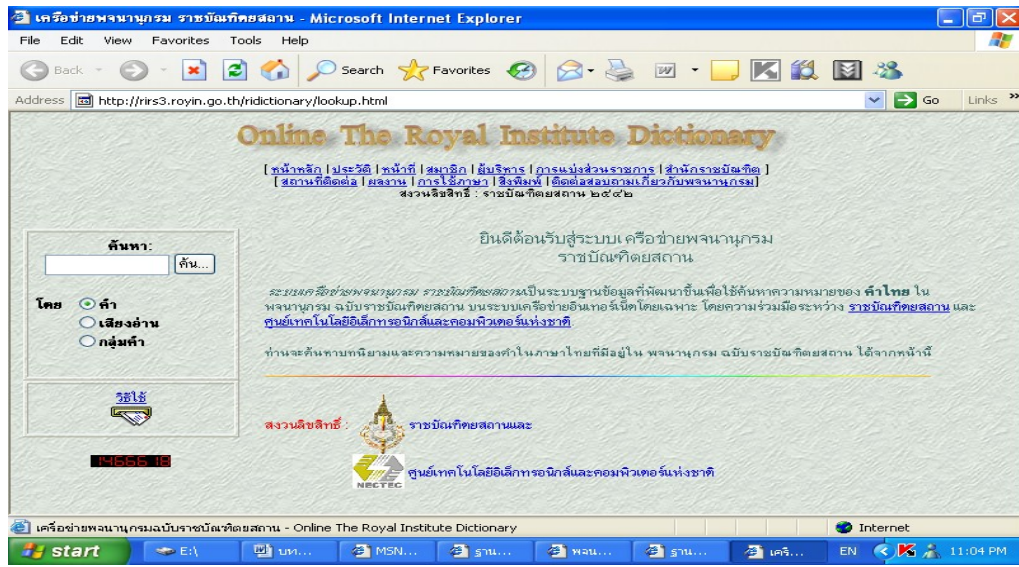 เครือข่ายพจนานุกรม ราชบัณฑิตยสถาน - Microsoft Internet Explorer
File Edit View Favorites Tools Help
Back Search Favorites
Address http://rirs3.royin.go.th/ridictionary/lookup.html Go Links »
Online The Royal Institute Dictionary
[ หน้าหลัก | ประวัติ | หน้าที่ | สมาชิก | ผู้บริหาร | การแบ่งส่วนราชการ | สำนักราชบัณฑิต ]
[ สถานที่ติดต่อ | ผลงาน | การใช้ภาษา | สิ่งพิมพ์ | ติดต่อสอบถามเกี่ยวกับพจนานุกรม]
สงวนลิขสิทธิ์ : ราชบัณฑิตยสถาน ๒๕๔๒
ค้นหา:
ค้น...
โดย คำ
เสียงอ่าน
กลุ่มคำ
วิธีใช้
1466618
ยินดีต้อนรับสู่ระบบเครือข่ายพจนานุกรม
ราชบัณฑิตยสถาน
ระบบเครือข่ายพจนานุกรม ราชบัณฑิตยสถานเป็นระบบฐานข้อมูลที่พัฒนาขึ้นเพื่อใช้ค้นหาความหมายของ คำไทย ใน
พจนานุกรม ฉบับราชบัณฑิตยสถาน บนระบบเครือข่ายอินเทอร์เน็ตโดยเฉพาะ โดยความร่วมมือระหว่าง ราชบัณฑิตยสถาน และ
ศูนย์เทคโนโลยีอิเล็กทรอนิกส์และคอมพิวเตอร์แห่งชาติ
ท่านจะค้นหาบทนิยามและความหมายของคำในภาษาไทยที่มีอยู่ใน พจนานุกรม ฉบับราชบัณฑิตยสถาน ได้จากหน้านี้
สงวนลิขสิทธิ์ : ราชบัณฑิตยสถานและ
NECTEC ศูนย์เทคโนโลยีอิเล็กทรอนิกส์และคอมพิวเตอร์แห่งชาติ
เครือข่ายพจนานุกรมฉบับราชบัณฑิตยสถาน - Online The Royal Institute Dictionary Internet
start E:\ บท... MSN... ฐาน... พจน... ฐาน... เครื... EN 11:04 PM